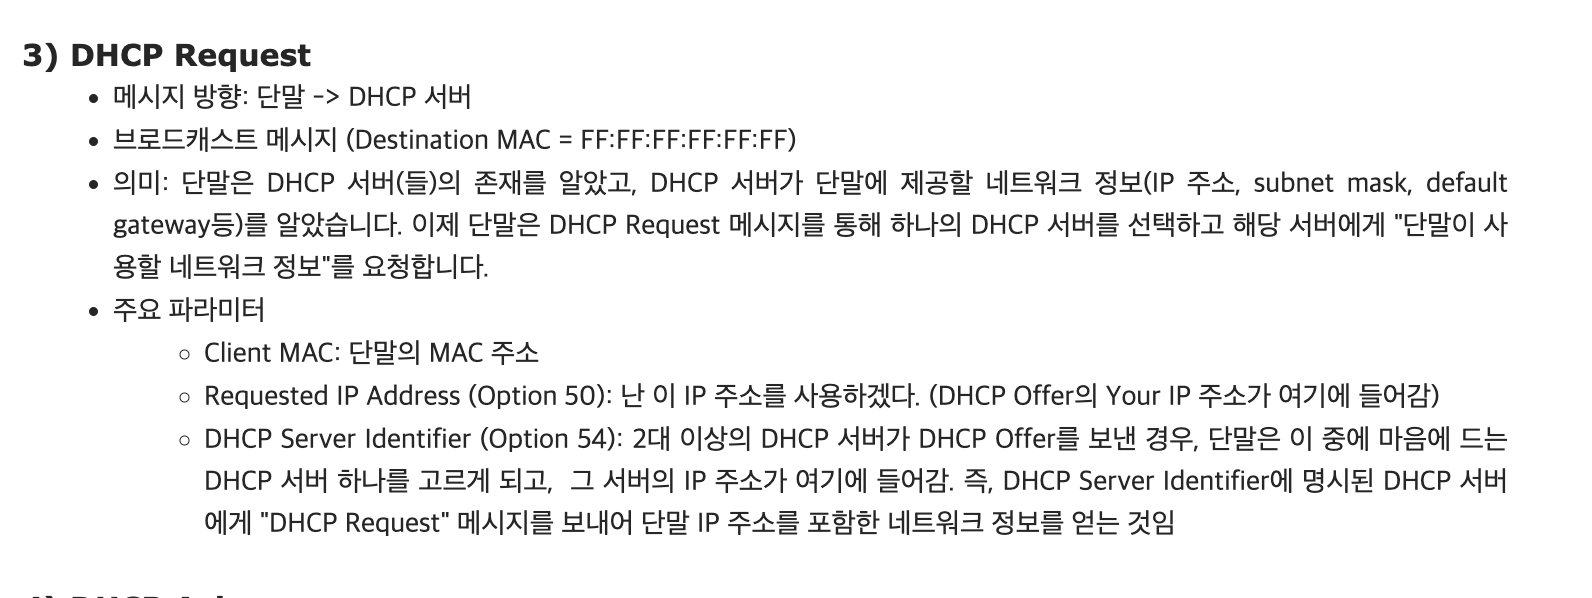 3) DHCP Request
• 메시지 방향: 단말 -> DHCP 서버
• 브로드캐스트 메시지 (Destination MAC = FF:FF:FF:FF:FF:FF)
• 의미: 단말은 DHCP 서버(들)의 존재를 알았고, DHCP 서버가 단말에 제공할 네트워크 정보(IP 주소, subnet mask, default
gateway등)를 알았습니다. 이제 단말은 DHCP Request 메시지를 통해 하나의 DHCP 서버를 선택하고 해당 서버에게 "단말이 사
용할 네트워크 정보"를 요청합니다.
• 주요 파라미터
◦ Client MAC: 단말의 MAC 주소
◦ Requested IP Address (Option 50): 난 이 IP 주소를 사용하겠다. (DHCP Offer의 Your IP 주소가 여기에 들어감)
◦ DHCP Server Identifier (Option 54): 2대 이상의 DHCP 서버가 DHCP Offer를 보낸 경우, 단말은 이 중에 마음에 드는
DHCP 서버 하나를 고르게 되고,  그 서버의 IP 주소가 여기에 들어감. 즉, DHCP Server Identifier에 명시된 DHCP 서버
에게 "DHCP Request" 메시지를 보내어 단말 IP 주소를 포함한 네트워크 정보를 얻는 것임